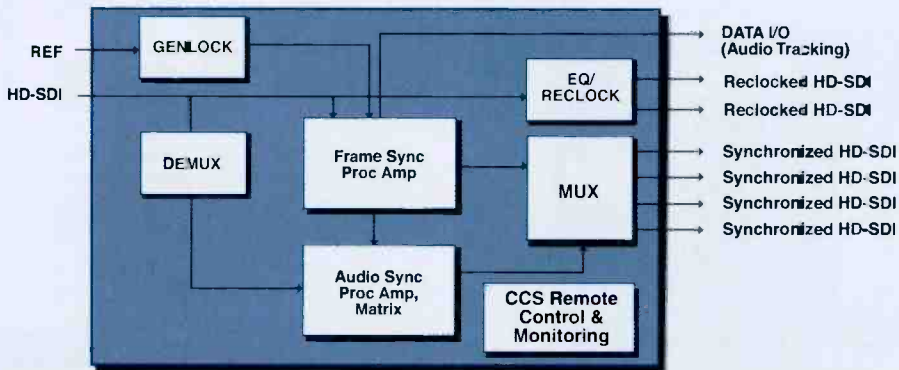 REF
HD-SDI
GENLOCK
DEMUX
Frame Sync
Proc Amp
Audio Sync
Proc Amp,
Matrix
EQ/
RECLOCK
MUX
CCS Remote
Control &
Monitoring
DATA I/O
(Audio Tracking)
Reclocked HD-SDI
Reclocked HD-SDI
Synchronized HD-SDI
Synchronized HD-SDI
Synchronized HD-SDI
Synchronized HD-SDI